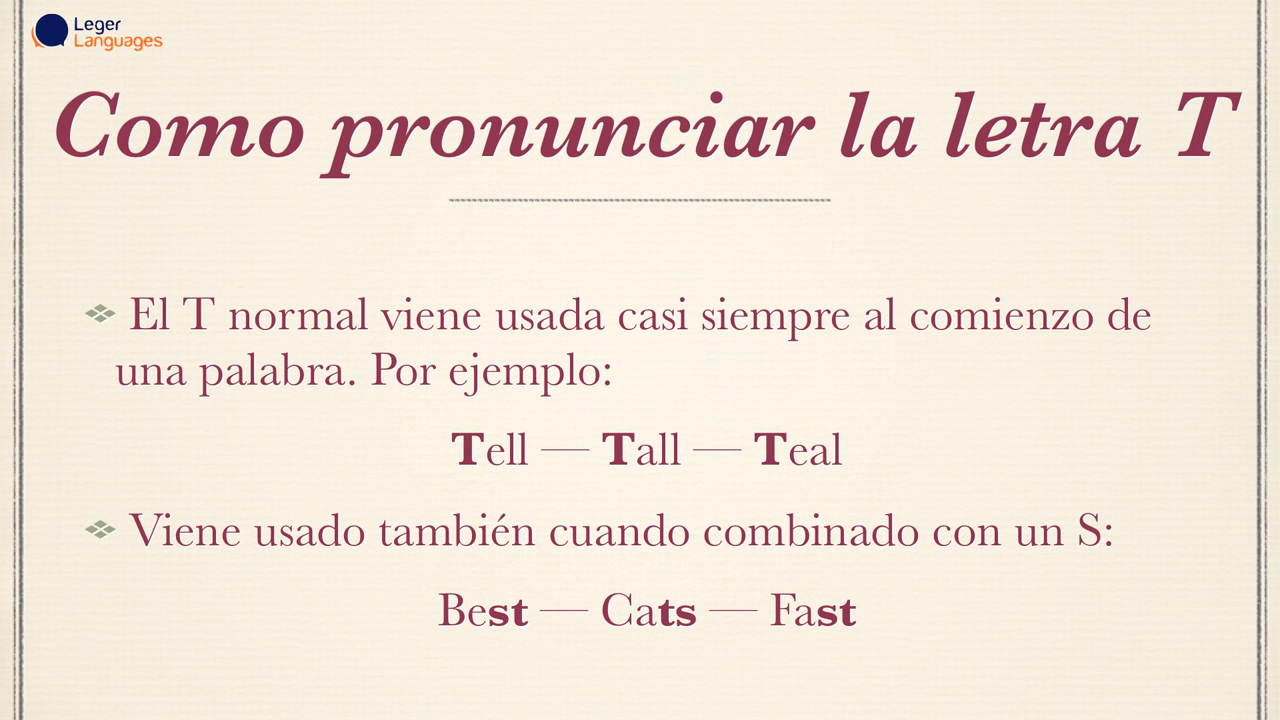 Leger
Languages
Como pronunciar la letra T
El T normal viene usada casi siempre al comienzo de
una palabra. Por ejemplo:
Tell — Tall — Teal
Viene usado también cuando combinado con un S:
Best — Cats — Fast